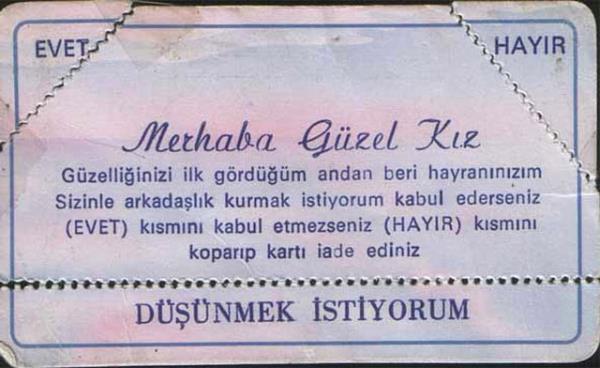 EVET
HAYIR
Merhaba Güzel Kız
Güzelliğinizi ilk gördüğüm andan beri hayranınızım
Sizinle arkadaşlık kurmak istiyorum kabul ederseniz
(EVET) kısmını kabul etmezseniz (HAYIR) kısmını
koparıp kartı iade ediniz
DÜŞÜNMEK İSTİYORUM